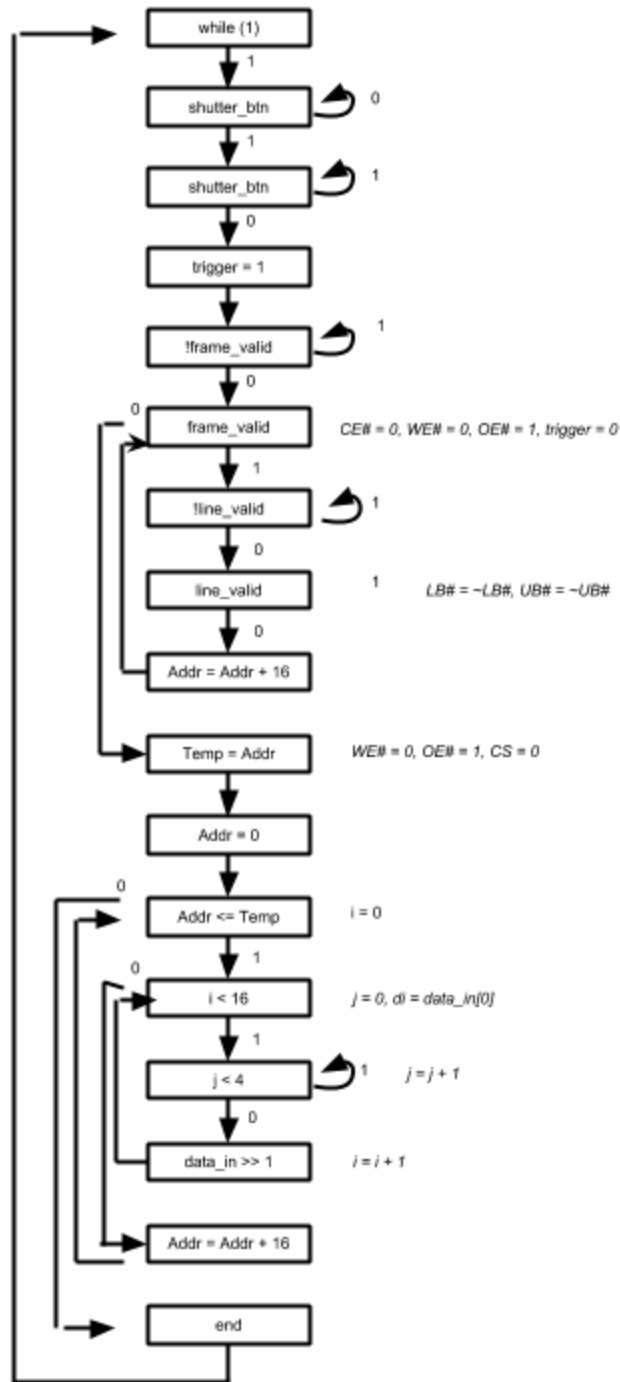 while (1)
1
shutter_btn
0
1
shutter_btn
1
0
trigger = 1
!frame_valid
1
0
0
frame_valid
CE# = 0, WE# = 0, OE# = 1, trigger = 0
1
!line_valid
1
0
line_valid
1
LB# = ~LB#, UB# = ~UB#
0
Addr = Addr + 16
Temp = Addr
WE# = 0, OE# = 1, CS = 0
Addr = 0
0
Addr <= Temp
i = 0
1
0
i < 16
j = 0, di = data_in[0]
1
j < 4
1
j = j + 1
0
data_in >> 1
i = i + 1
Addr = Addr + 16
end